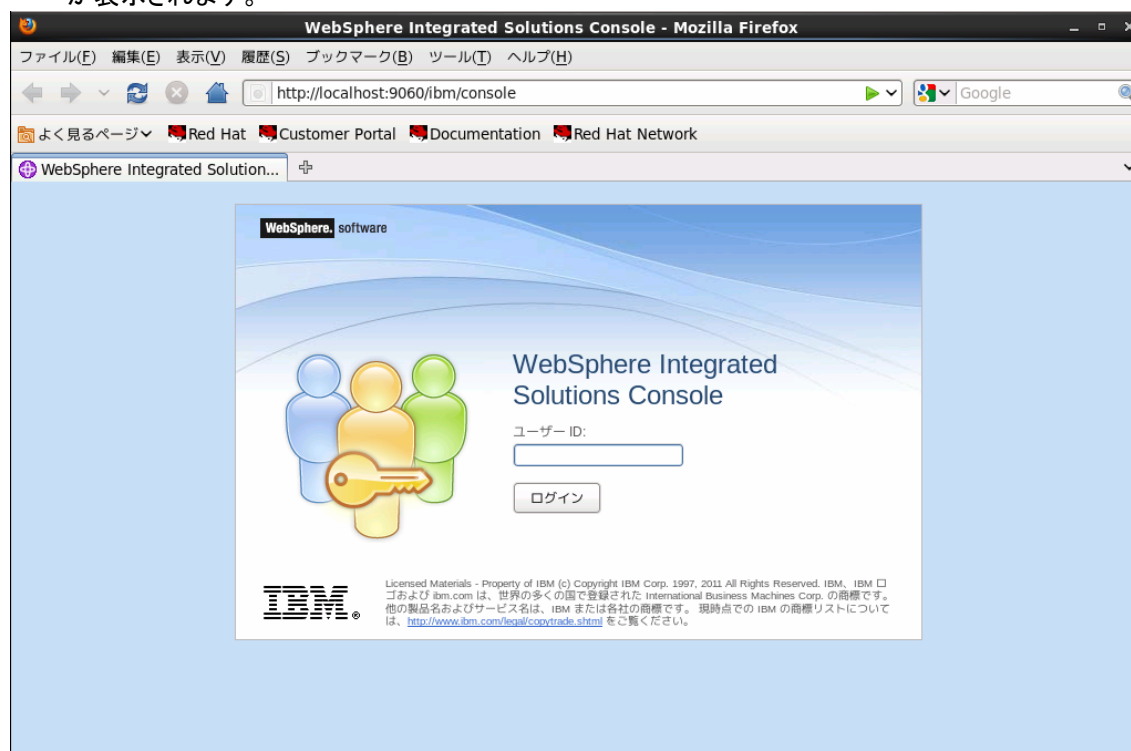 が表示されます。
WebSphere Integrated Solutions Console - Mozilla Firefox
ファイル(F) 編集(E) 表示(V) 履歴(S) ブックマーク(B) ツール(T) ヘルプ(H)
http://localhost:9060/ibm/console
Google
よく見るページ Red Hat Customer Portal Documentation Red Hat Network
WebSphere Integrated Solution...
WebSphere. software
WebSphere Integrated
Solutions Console
ユーザー ID:
ログイン
IBM®
Licensed Materials - Property of IBM (c) Copyright IBM Corp. 1997, 2011 All Rights Reserved. IBM、IBM ロ
ゴおよび ibm.com は、世界の多くの国で登録された International Business Machines Corp. の商標です。
他の製品名およびサービス名は、IBM または各社の商標です。 現時点での IBM の商標リストについて
は、http://www.ibm.com/legal/copytrade.shtml をご覧ください。